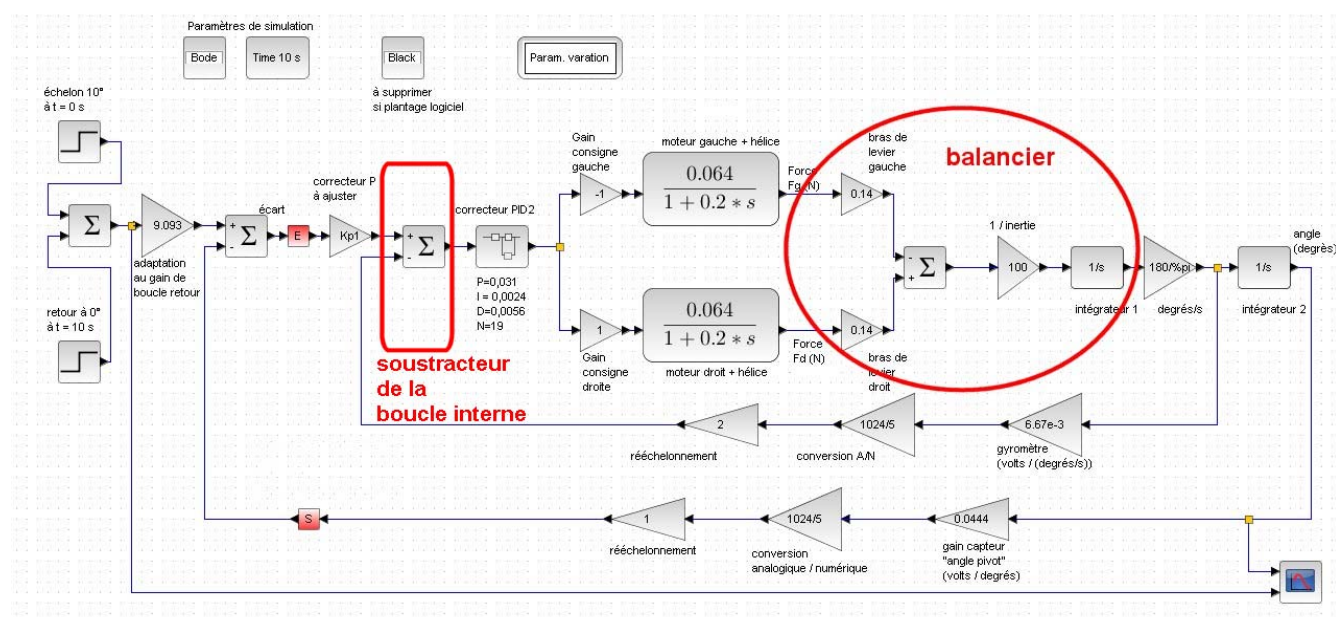 Paramètres de simulation
Bode
Time 10 s
Black
Param. varation
à supprimer
si plantage logiciel
échelon 10°
à t = 0 s
Σ
9.093
adaptation
au gain de
boucle retour
retour à 0°
à t = 10 s
+
-
Σ
écart
E
correcteur P
à ajuster
Kp1
+
-
Σ
soustracteur
de la
boucle interne
correcteur PID2
P=0,031
I = 0,0024
D=0,0056
N=19
Gain
consigne
gauche
-1
moteur gauche + hélice
0.064
1 + 0.2 * s
Force
Fg (N)
bras de
levier
gauche
0.14
balancier
1
Gain
consigne
droite
0.064
1 + 0.2 * s
moteur droit + hélice
Force
Fd (N)
0.14
bras de
levier
droit
-
+
Σ
1 / inertie
100
1/s
intégrateur 1
180/%pi
degrés/s
1/s
intégrateur 2
angle
(degrès)
2
rééchelonnement
1024/5
conversion A/N
6.67e-3
gyromètre
(volts / (degrés/s))
S
1
rééchelonnement
1024/5
conversion
analogique / numérique
0.0444
gain capteur
"angle pivot"
(volts / degrés)